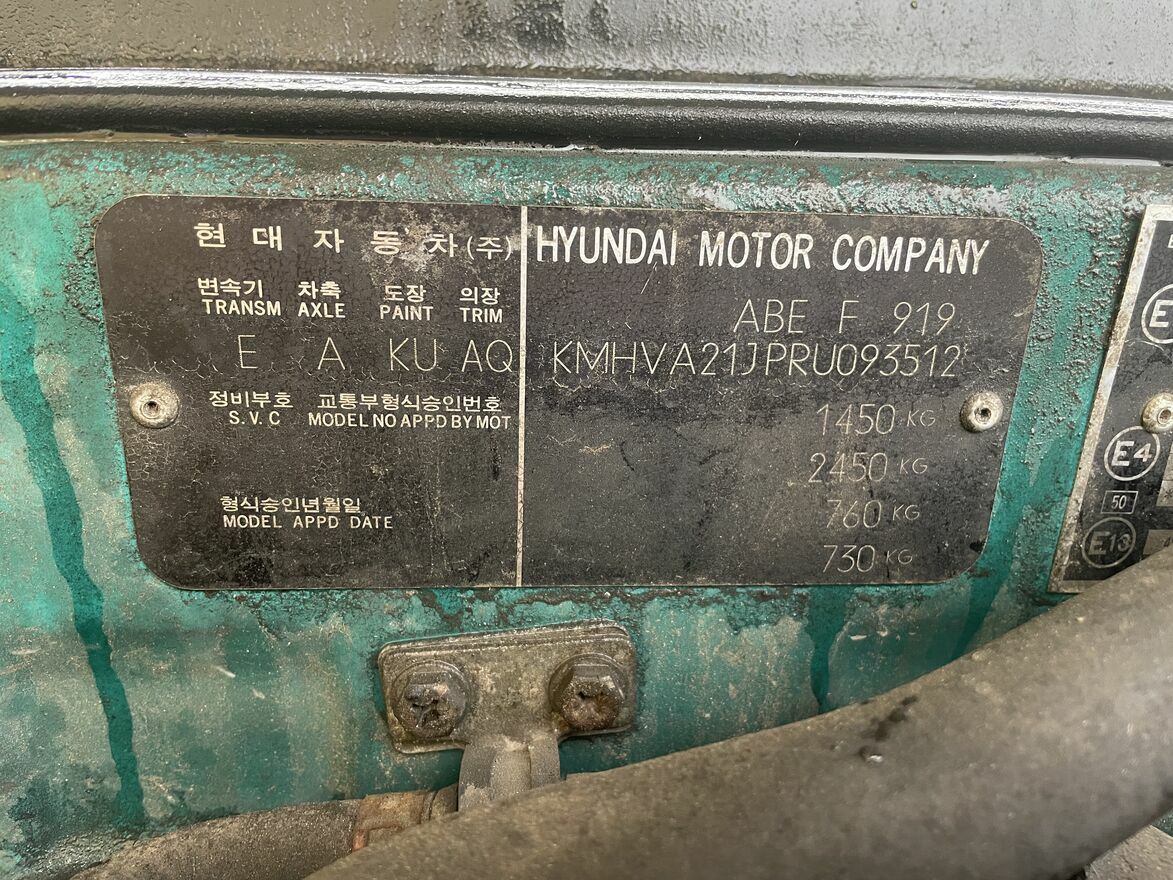 현대자동차(주)
변속기 차축 도장 의장
TRANSM AXLE PAINT TRIM
E A KU AQ
정비부호 교통부형식승인번호
S.V.C MODEL NO APPD BY MOT
형식승인년월일
MODEL APPD DATE
HYUNDAI MOTOR COMPANY
ABE F 919
KMHVA21JPRU093512
1450 KG
2450 KG
760 KG
730 KG
E4
50
E13